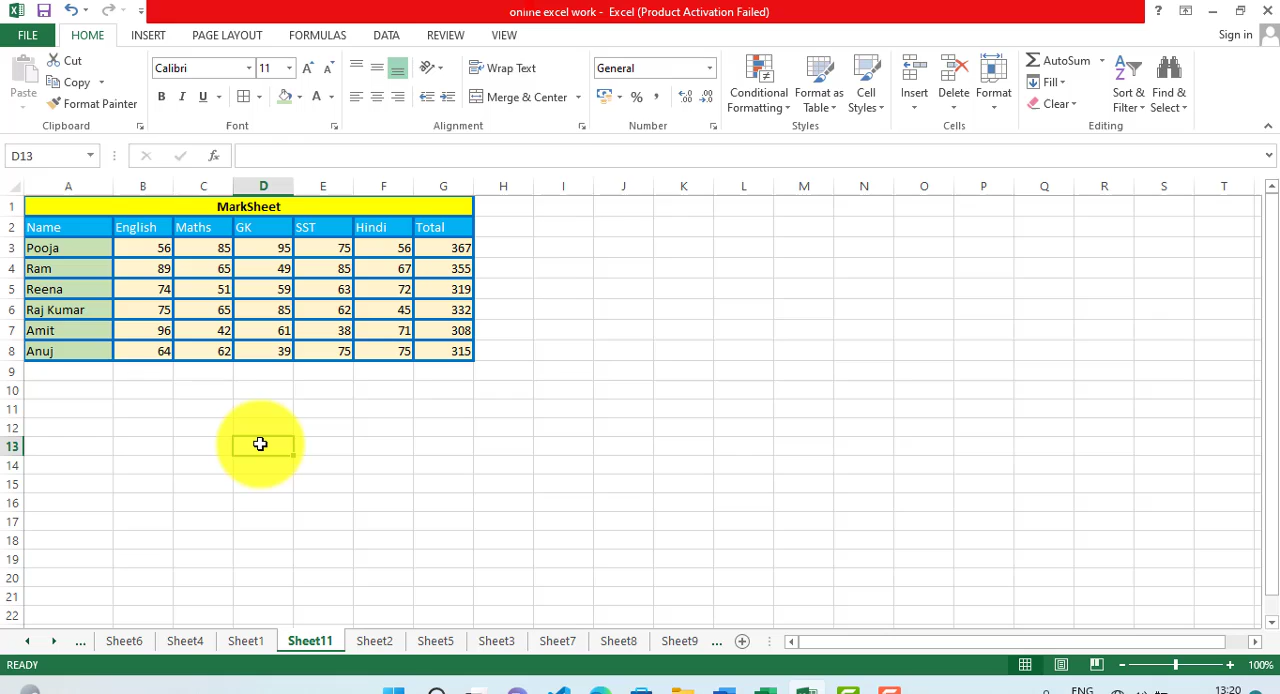 online excel work - Excel (Product Activation Failed)
?
FILE HOME INSERT PAGE LAYOUT FORMULAS DATA REVIEW VIEW Sign in
Paste Cut Copy Format Painter
Clipboard
Calibri 11 A A
B I U A
Font
Wrap Text
Merge & Center
Alignment
General
% ,
Number
Conditional Formatting Format as Table Cell Styles
Styles
Insert Delete Format
Cells
AutoSum
Fill
Clear
Sort & Filter Find & Select
Editing
D13 fx
A B C D E F G H I J K L M N O P Q R S T
1 MarkSheet
2 Name English Maths GK SST Hindi Total
3 Pooja 56 85 95 75 56 367
4 Ram 89 65 49 85 67 355
5 Reena 74 51 59 63 72 319
6 Raj Kumar 75 65 85 62 45 332
7 Amit 96 42 61 38 71 308
8 Anuj 64 62 39 75 75 315
9
10
11
12
13
14
15
16
17
18
19
20
21
22
... Sheet6 Sheet4 Sheet1 Sheet11 Sheet2 Sheet5 Sheet3 Sheet7 Sheet8 Sheet9 ...
READY 100%
ENG 13:20